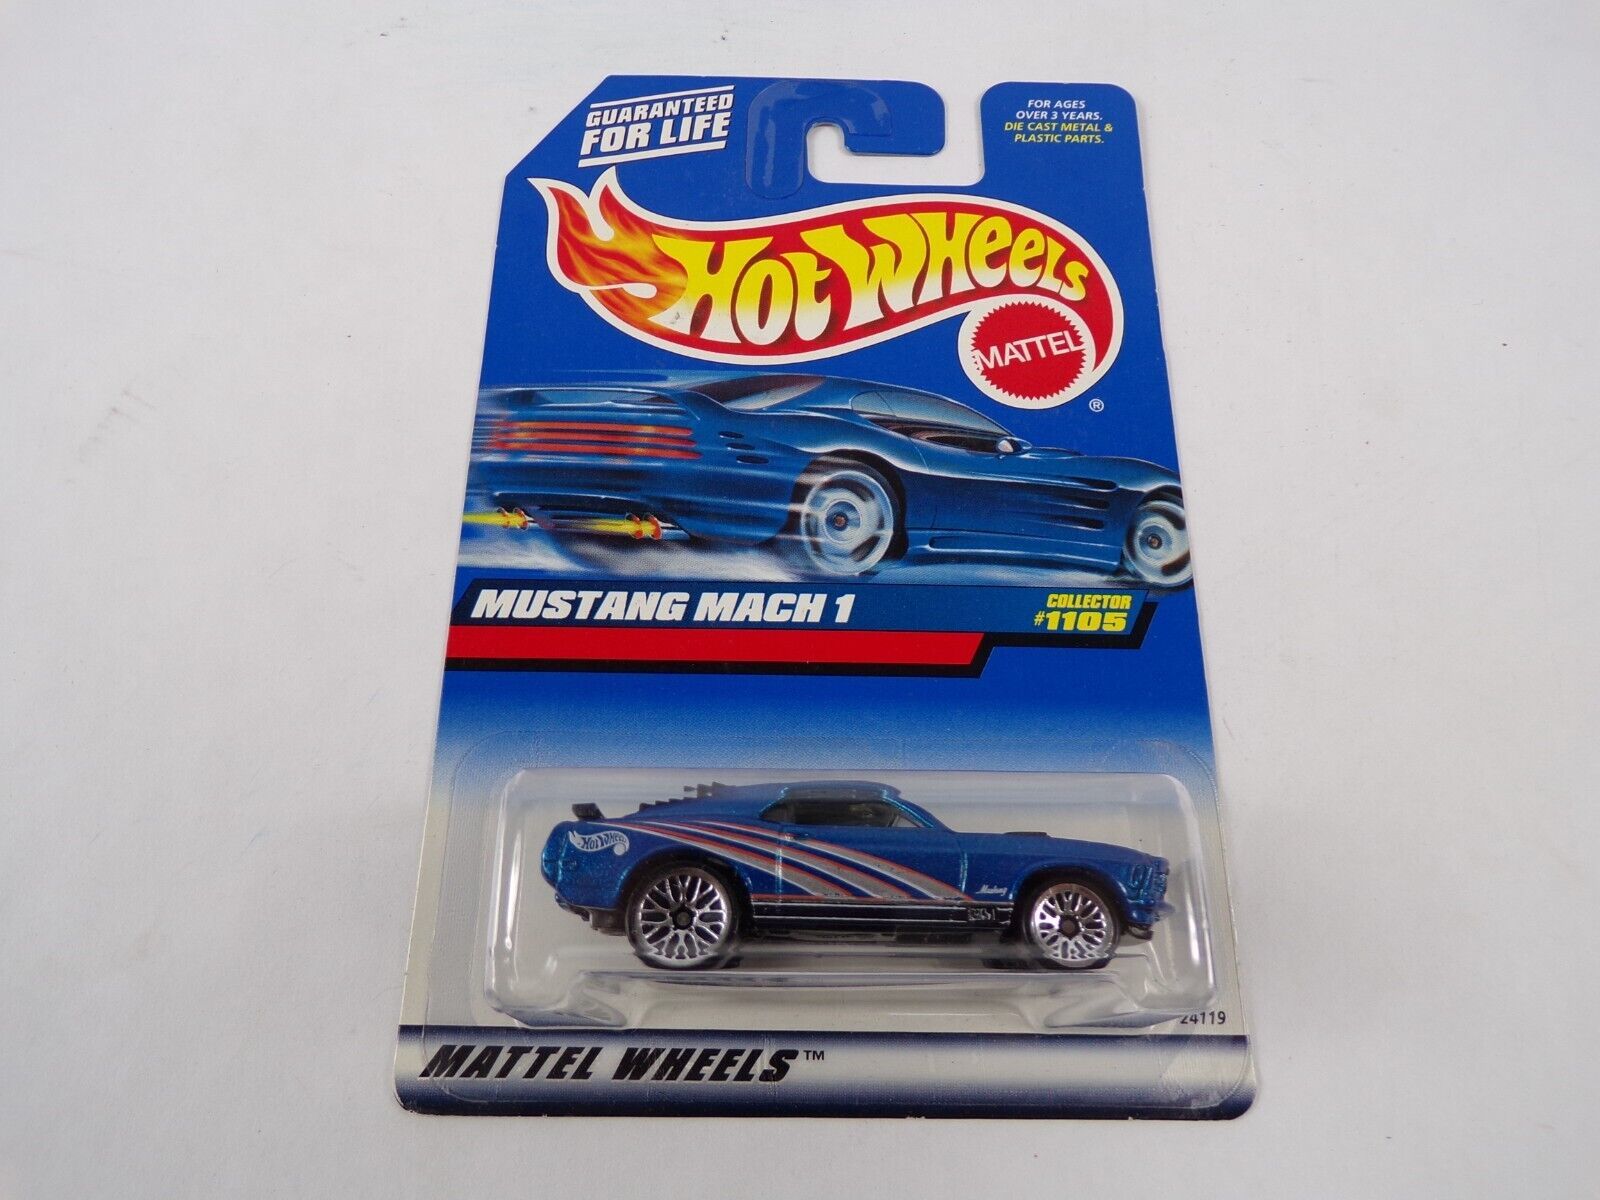 GUARANTEED
FOR LIFE
FOR AGES
OVER 3 YEARS.
DIE CAST METAL &
PLASTIC PARTS.
HOT WHEELS
MATTEL
®
MUSTANG MACH 1
COLLECTOR
#1105
HOT WHEELS
Mustang
351
24119
MATTEL WHEELS™